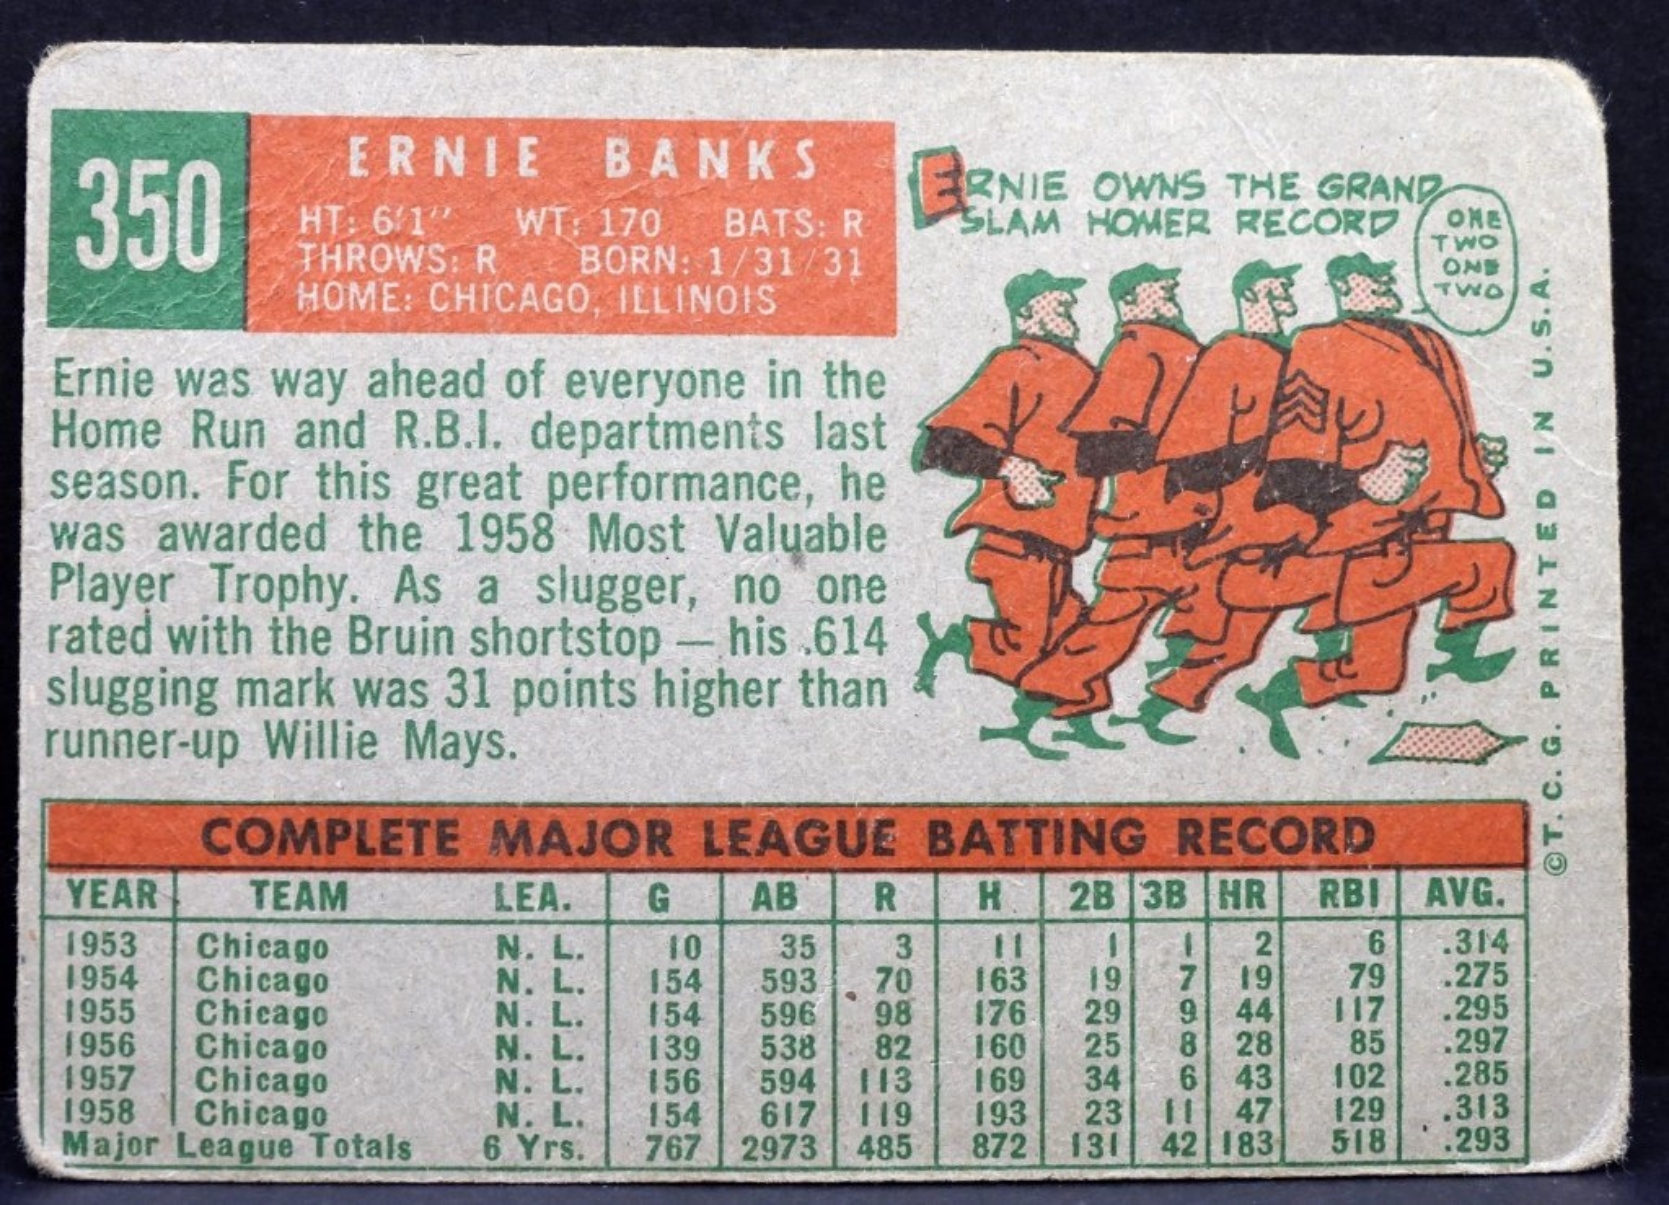 350
ERNIE BANKS
HT: 6'1" WT: 170 BATS: R
THROWS: R BORN: 1/31/31
HOME: CHICAGO, ILLINOIS
Ernie was way ahead of everyone in the
Home Run and R.B.I. departments last
season. For this great performance, he
was awarded the 1958 Most Valuable
Player Trophy. As a slugger, no one
rated with the Bruin shortstop — his .614
slugging mark was 31 points higher than
runner-up Willie Mays.
ERNIE OWNS THE GRAND
SLAM HOMER RECORD
ONE
TWO
ONE
TWO
©T.C.G. PRINTED IN U.S.A.
COMPLETE MAJOR LEAGUE BATTING RECORD
YEAR TEAM LEA. G AB R H 2B 3B HR RBI AVG.
1953 Chicago N. L. 10 35 3 11 1 1 2 6 .314
1954 Chicago N. L. 154 593 70 163 19 7 19 79 .275
1955 Chicago N. L. 154 596 98 176 29 9 44 117 .295
1956 Chicago N. L. 139 538 82 160 25 8 28 85 .297
1957 Chicago N. L. 156 594 113 169 34 6 43 102 .285
1958 Chicago N. L. 154 617 119 193 23 11 47 129 .313
Major League Totals 6 Yrs. 767 2973 485 872 131 42 183 518 .293